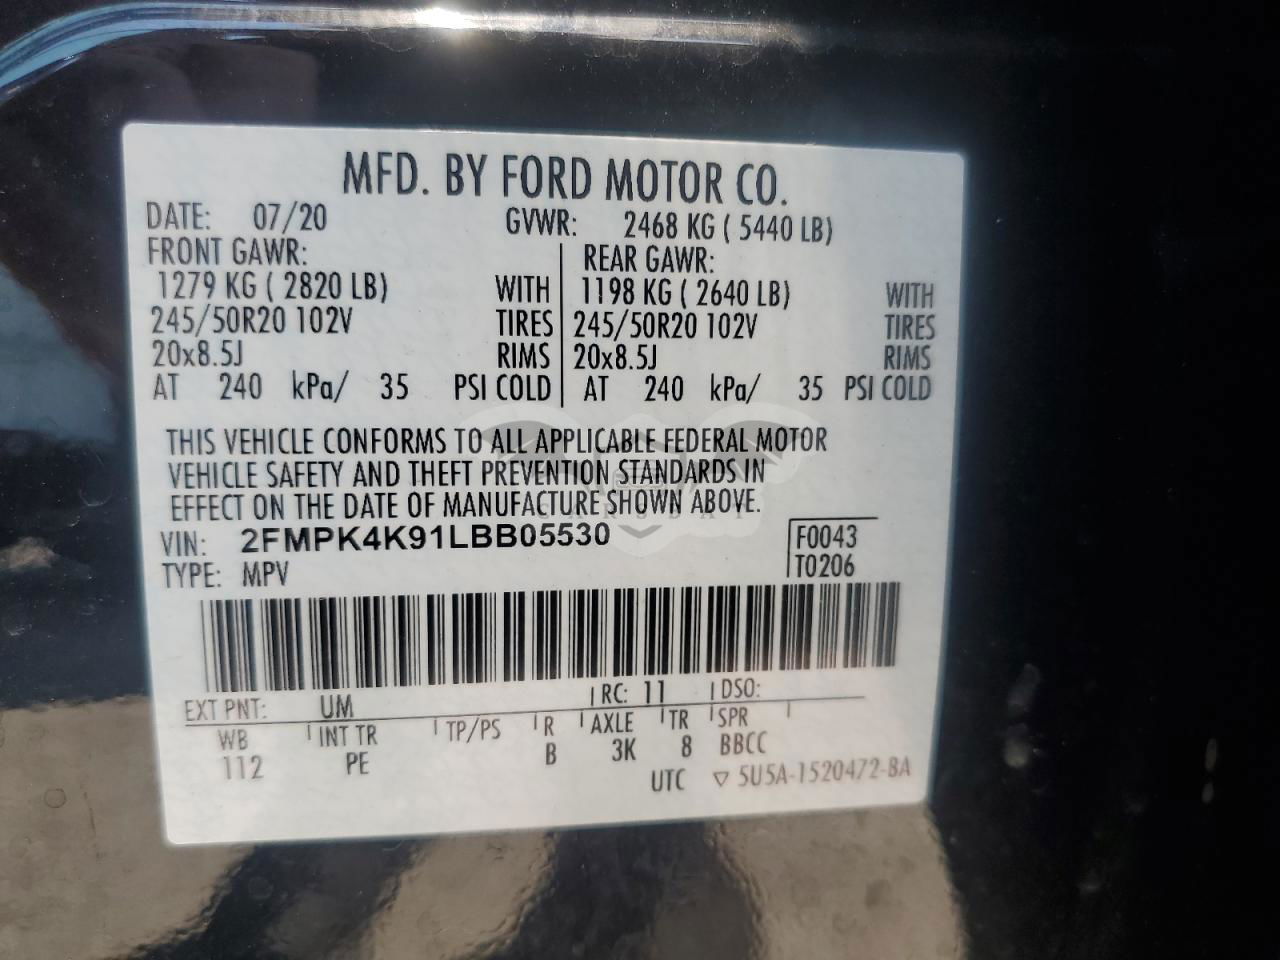 MFD. BY FORD MOTOR CO.
DATE: 07/20 GVWR: 2468 KG ( 5440 LB)
FRONT GAWR: REAR GAWR:
1279 KG ( 2820 LB) WITH 1198 KG ( 2640 LB) WITH
245/50R20 102V TIRES 245/50R20 102V TIRES
20x8.5J RIMS 20x8.5J RIMS
AT 240 kPa/ 35 PSI COLD AT 240 kPa/ 35 PSI COLD
THIS VEHICLE CONFORMS TO ALL APPLICABLE FEDERAL MOTOR
VEHICLE SAFETY AND THEFT PREVENTION STANDARDS IN
EFFECT ON THE DATE OF MANUFACTURE SHOWN ABOVE.
VIN: 2FMPK4K91LBB05530 F0043
TYPE: MPV T0206
EXT PNT: UM RC: 11 DSO:
WB INT TR TP/PS R AXLE TR SPR
112 PE B 3K 8 BBCC
UTC ▽ 5U5A-1520472-BA